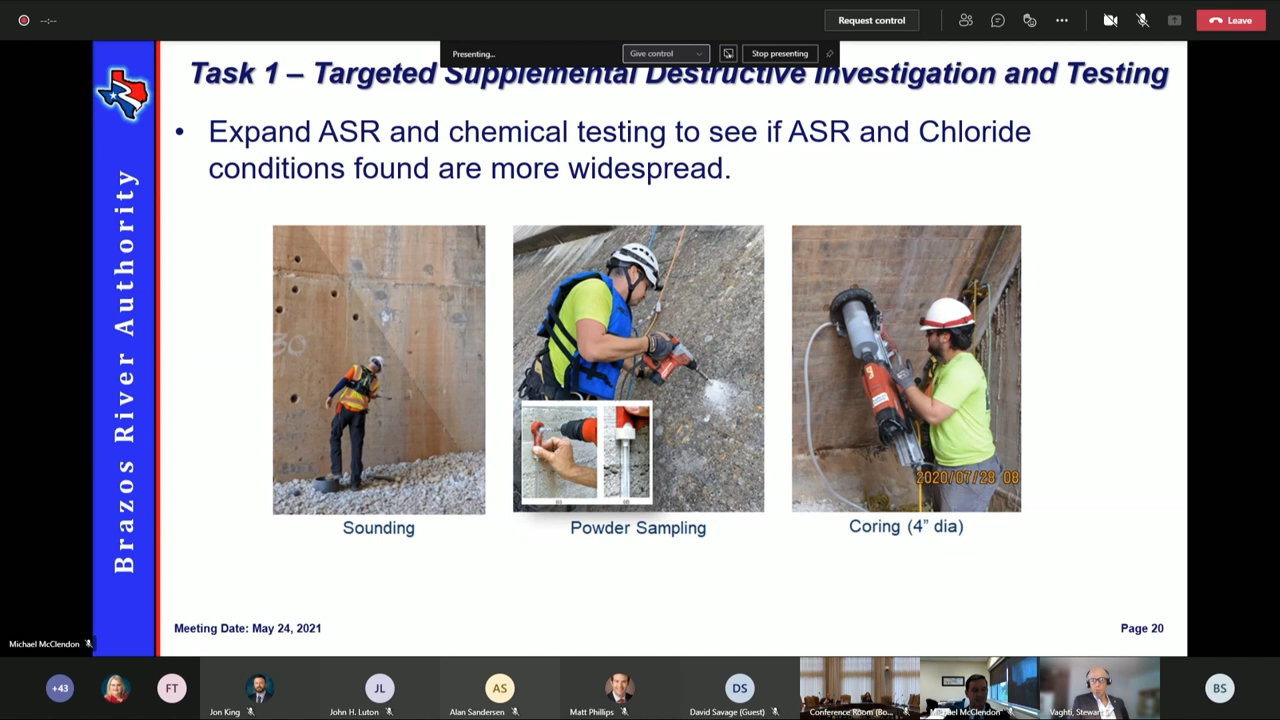 --:--
Request control
Leave
Presenting...
Give control
Stop presenting
Task 1 – Targeted Supplemental Destructive Investigation and Testing
• Expand ASR and chemical testing to see if ASR and Chloride
conditions found are more widespread.
Brazos River Authority
30
2020/07/28 08
Sounding
Powder Sampling
Coring (4” dia)
Meeting Date: May 24, 2021
Page 20
Michael McClendon
+43
FT
Jon King
JL
John H. Luton
AS
Alan Sandersen
Matt Phillips
DS
David Savage (Guest)
Conference Room (Bo...
Michael McClendon
Vaghti, Stewart
BS